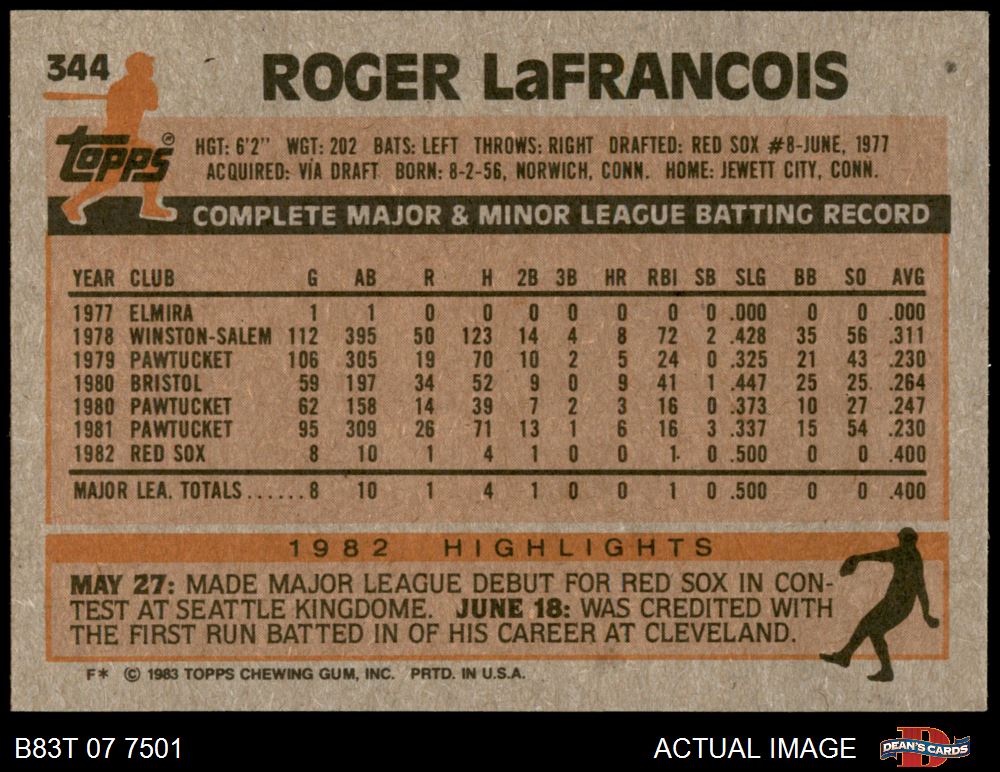 344
ROGER LaFRANCOIS
Topps®
HGT: 6'2" WGT: 202 BATS: LEFT THROWS: RIGHT DRAFTED: RED SOX #8-JUNE, 1977
ACQUIRED: VIA DRAFT BORN: 8-2-56, NORWICH, CONN. HOME: JEWETT CITY, CONN.
COMPLETE MAJOR & MINOR LEAGUE BATTING RECORD
YEAR CLUB G AB R H 2B 3B HR RBI SB SLG BB SO AVG
1977 ELMIRA 1 1 0 0 0 0 0 0 0 .000 0 0 .000
1978 WINSTON-SALEM 112 395 50 123 14 4 8 72 2 .428 35 56 .311
1979 PAWTUCKET 106 305 19 70 10 2 5 24 0 .325 21 43 .230
1980 BRISTOL 59 197 34 52 9 0 9 41 1 .447 25 25 .264
1980 PAWTUCKET 62 158 14 39 7 2 3 16 0 .373 10 27 .247
1981 PAWTUCKET 95 309 26 71 13 1 6 16 3 .337 15 54 .230
1982 RED SOX 8 10 1 4 1 0 0 1 0 .500 0 0 .400
MAJOR LEA. TOTALS......8 10 1 4 1 0 0 1 0 .500 0 0 .400
1982 HIGHLIGHTS
MAY 27: MADE MAJOR LEAGUE DEBUT FOR RED SOX IN CON-
TEST AT SEATTLE KINGDOME. JUNE 18: WAS CREDITED WITH
THE FIRST RUN BATTED IN OF HIS CAREER AT CLEVELAND.
F* © 1983 TOPPS CHEWING GUM, INC. PRTD. IN U.S.A.
B83T 07 7501
ACTUAL IMAGE
DEAN'S CARDS